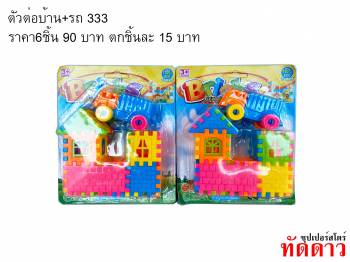 ตัวต่อบ้าน+รถ 333
ราคา6ชิ้น 90 บาท ตกชิ้นละ 15 บาท
3+
3+
ซุปเปอร์สโตร์
ทัดดาว